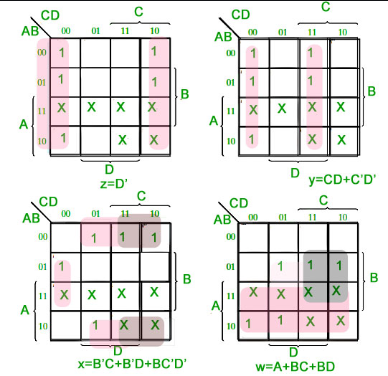 C
CD
AB 00 01 11 10
00 1 1
01 1 1
B
11 X X X X
A
10 1 X X
D
z=D'
C
CD
AB 00 01 11 10
00 1 1
01 1 1
B
11 X X X X
A
10 1 X X
D
y=CD+C'D'
C
CD
AB 00 01 11 10
00 1 1 1
01 1
B
11 X X X X
A
10 1 X X
D
x=B'C+B'D+BC'D'
C
CD
AB 00 01 11 10
00
01 1 1 1
B
11 X X X X
A
10 1 1 X X
D
w=A+BC+BD